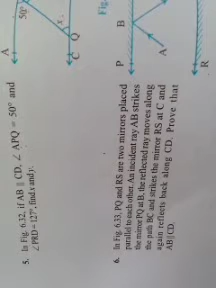 A
50°
x
C Q
Fig.
P B
A
R
5. In Fig. 6.32, if AB || CD, ∠ APQ = 50° and
∠PRD = 127°, find x and y.
6. In Fig. 6.33, PQ and RS are two mirrors placed
parallel to each other. An incident ray AB strikes
the mirror PQ at B, the reflected ray moves along
the path BC and strikes the mirror RS at C and
again reflects back along CD. Prove that
AB || CD.